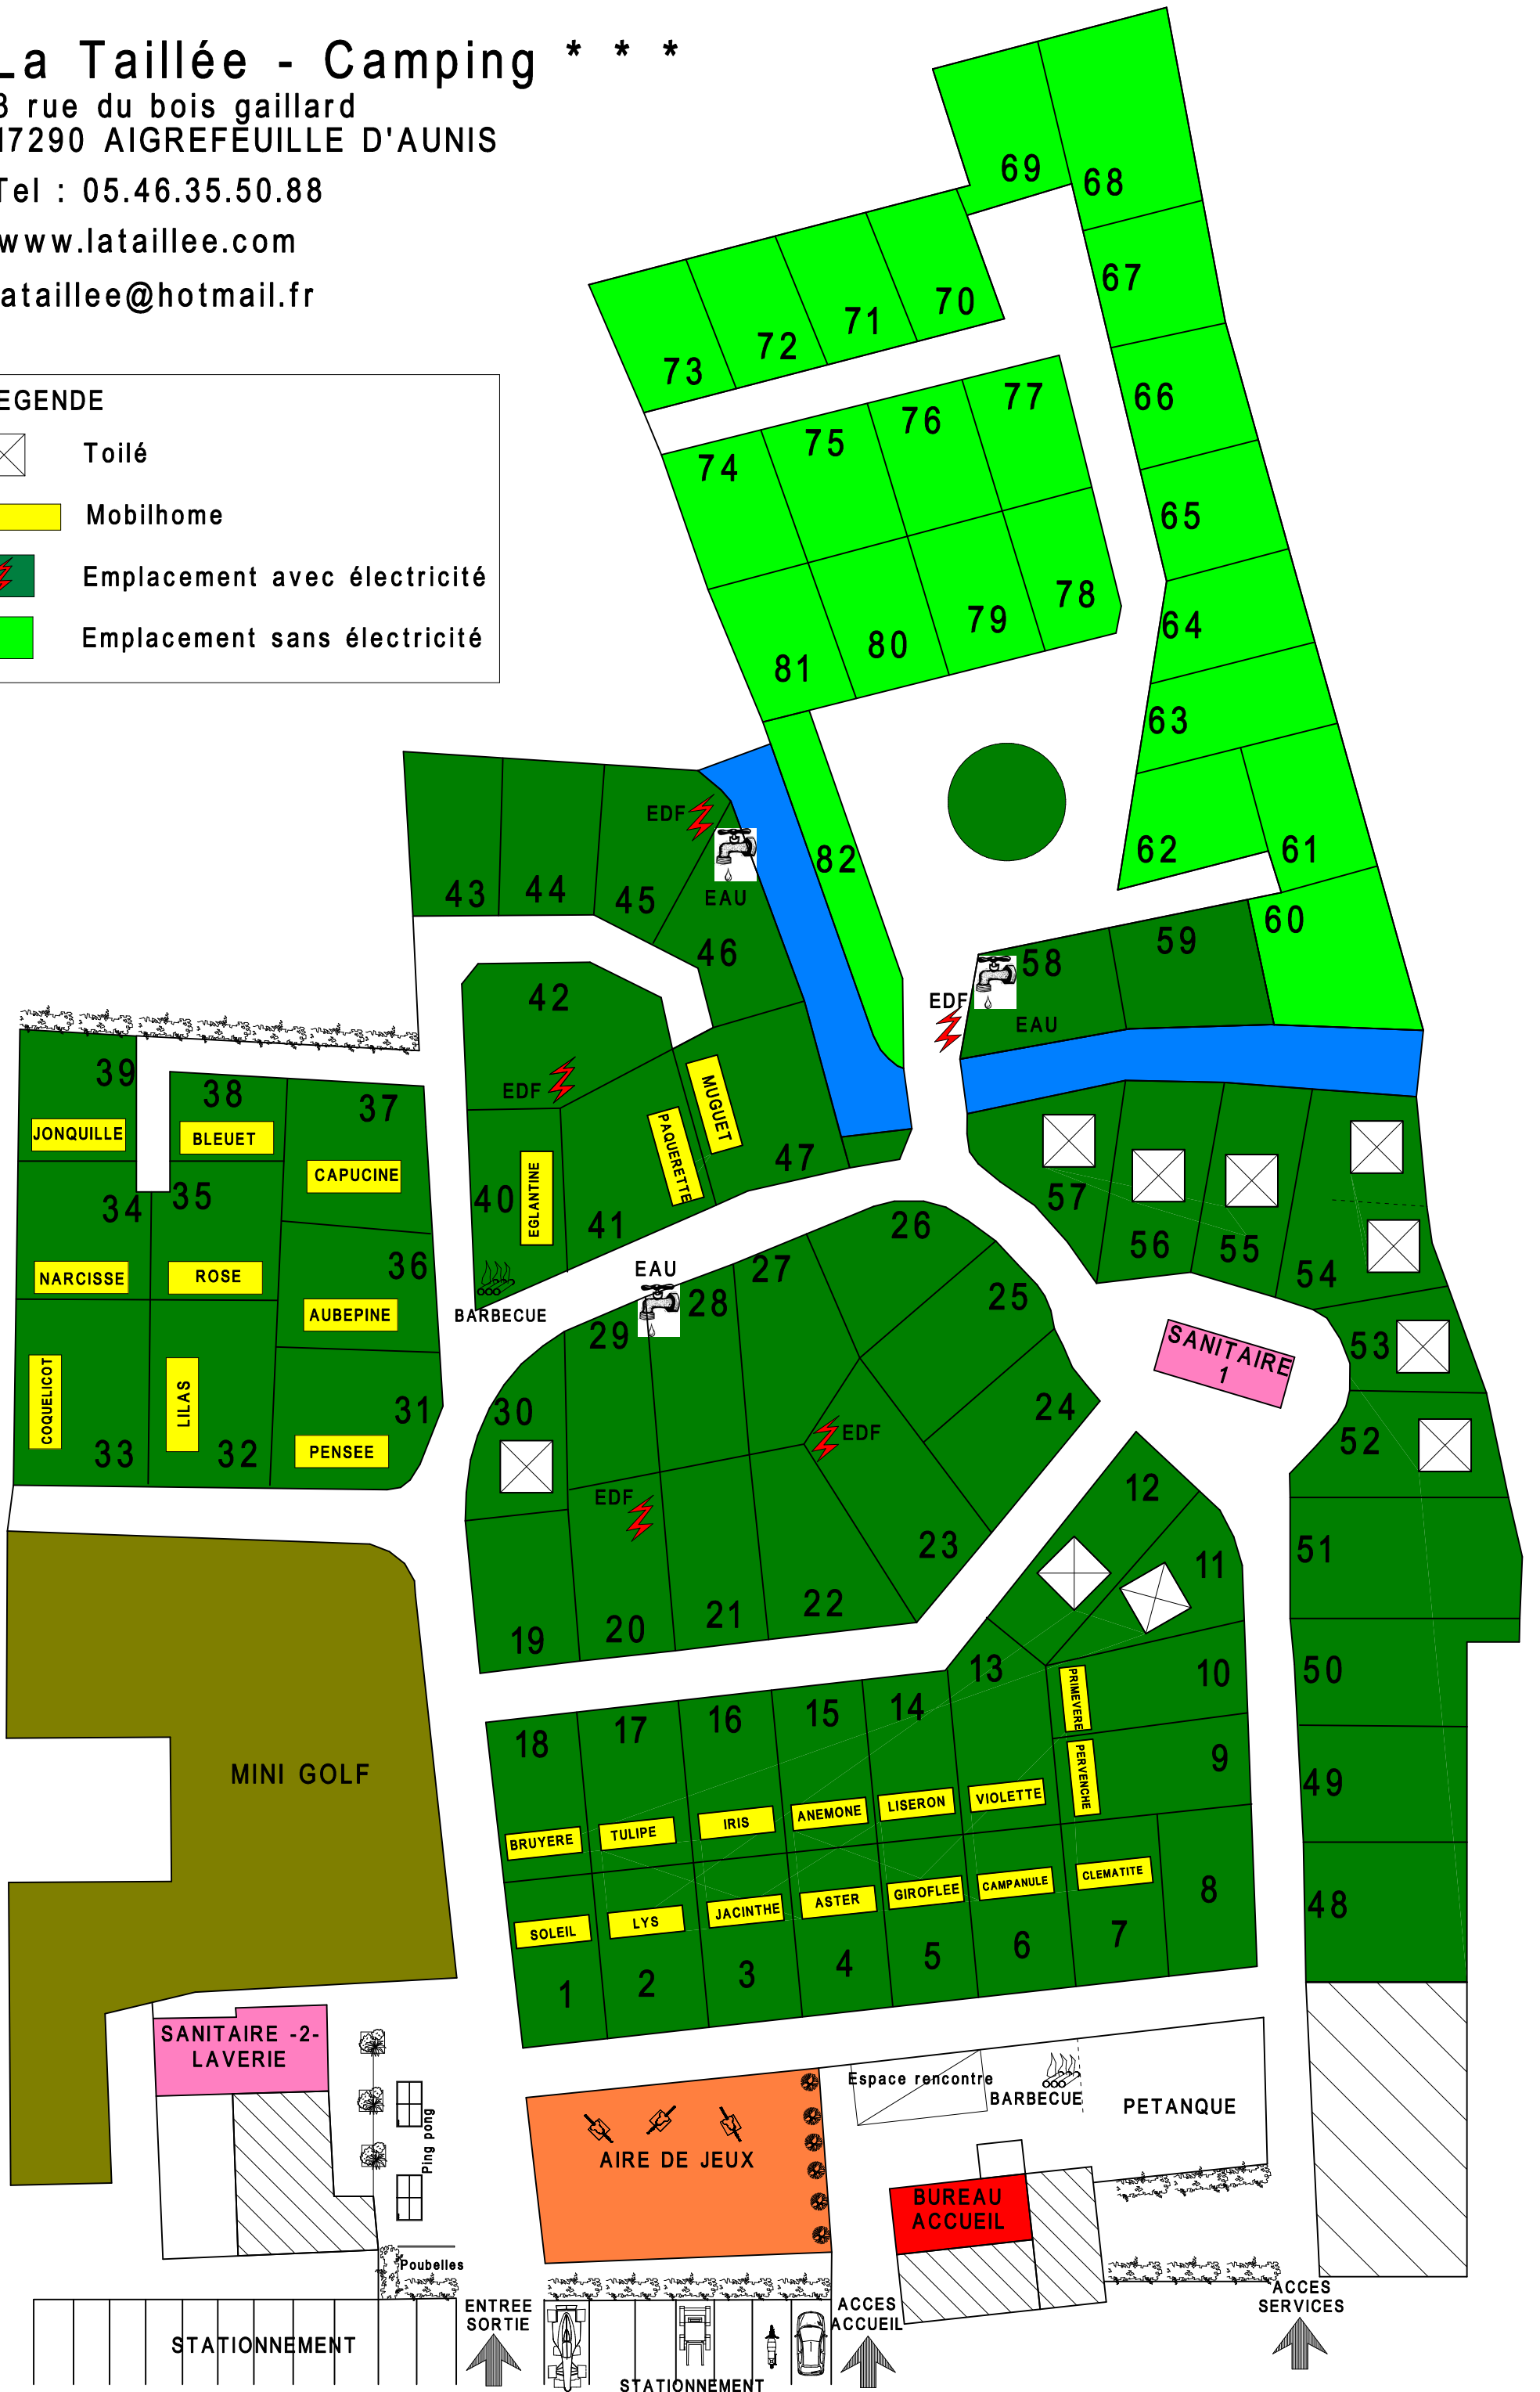 La Taillée - Camping * * *
3 rue du bois gaillard
17290 AIGREFEUILLE D'AUNIS
Tel : 05.46.35.50.88
www.lataillee.com
lataillee@hotmail.fr
EGENDE
Toilé
Mobilhome
Emplacement avec électricité
Emplacement sans électricité
69
68
67
70
71
72
73
66
77
76
75
74
65
78
79
80
81
64
63
62
61
82
60
59
58
EDF
EAU
43
44
45
EDF
EAU
46
42
EDF
39
38
37
JONQUILLE
BLEUET
CAPUCINE
MUGUET
PAQUERETTE
47
40
EGLANTINE
41
57
56
55
54
34
35
36
NARCISSE
ROSE
AUBEPINE
BARBECUE
EAU
26
27
28
29
25
SANITAIRE
1
53
COQUELICOT
LILAS
33
32
31
PENSEE
30
24
52
EDF
EDF
23
12
11
51
19
20
21
22
13
10
50
PRIMEVERE
18
17
16
15
14
9
49
PERVENCHE
MINI GOLF
BRUYERE
TULIPE
IRIS
ANEMONE
LISERON
VIOLETTE
SOLEIL
LYS
JACINTHE
ASTER
GIROFLEE
CAMPANULE
CLEMATITE
8
48
1
2
3
4
5
6
7
SANITAIRE -2-
LAVERIE
Ping pong
AIRE DE JEUX
Espace rencontre
BARBECUE
PETANQUE
BUREAU
ACCUEIL
Poubelles
ENTREE
SORTIE
ACCES
ACCUEIL
ACCES
SERVICES
STATIONNEMENT
STATIONNEMENT